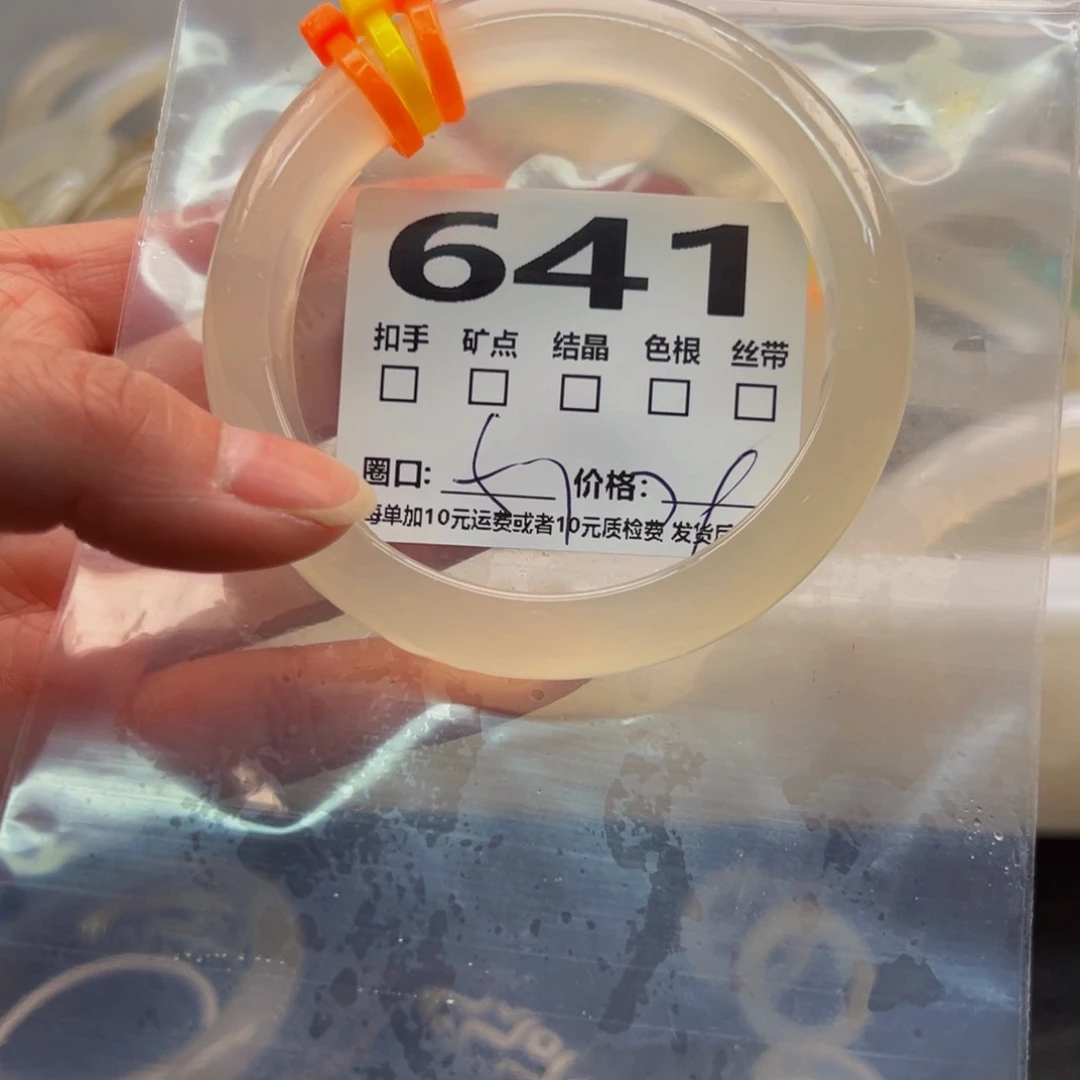 641
扣手 矿点 结晶 色根 丝带
圈口: 价格:
每单加10元运费或者10元质检费 发货后